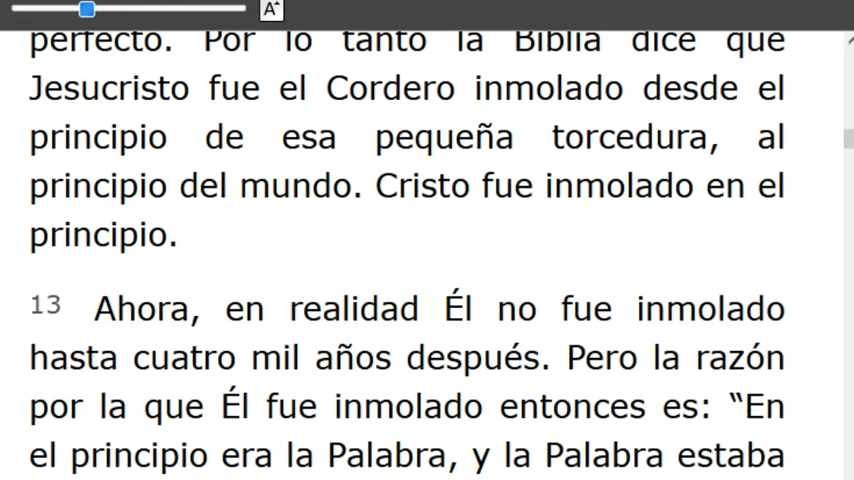 A
perfecto. Por lo tanto la Biblia dice que
Jesucristo fue el Cordero inmolado desde el
principio de esa pequeña torcedura, al
principio del mundo. Cristo fue inmolado en el
principio.
13 Ahora, en realidad Él no fue inmolado
hasta cuatro mil años después. Pero la razón
por la que Él fue inmolado entonces es: “En
el principio era la Palabra, y la Palabra estaba